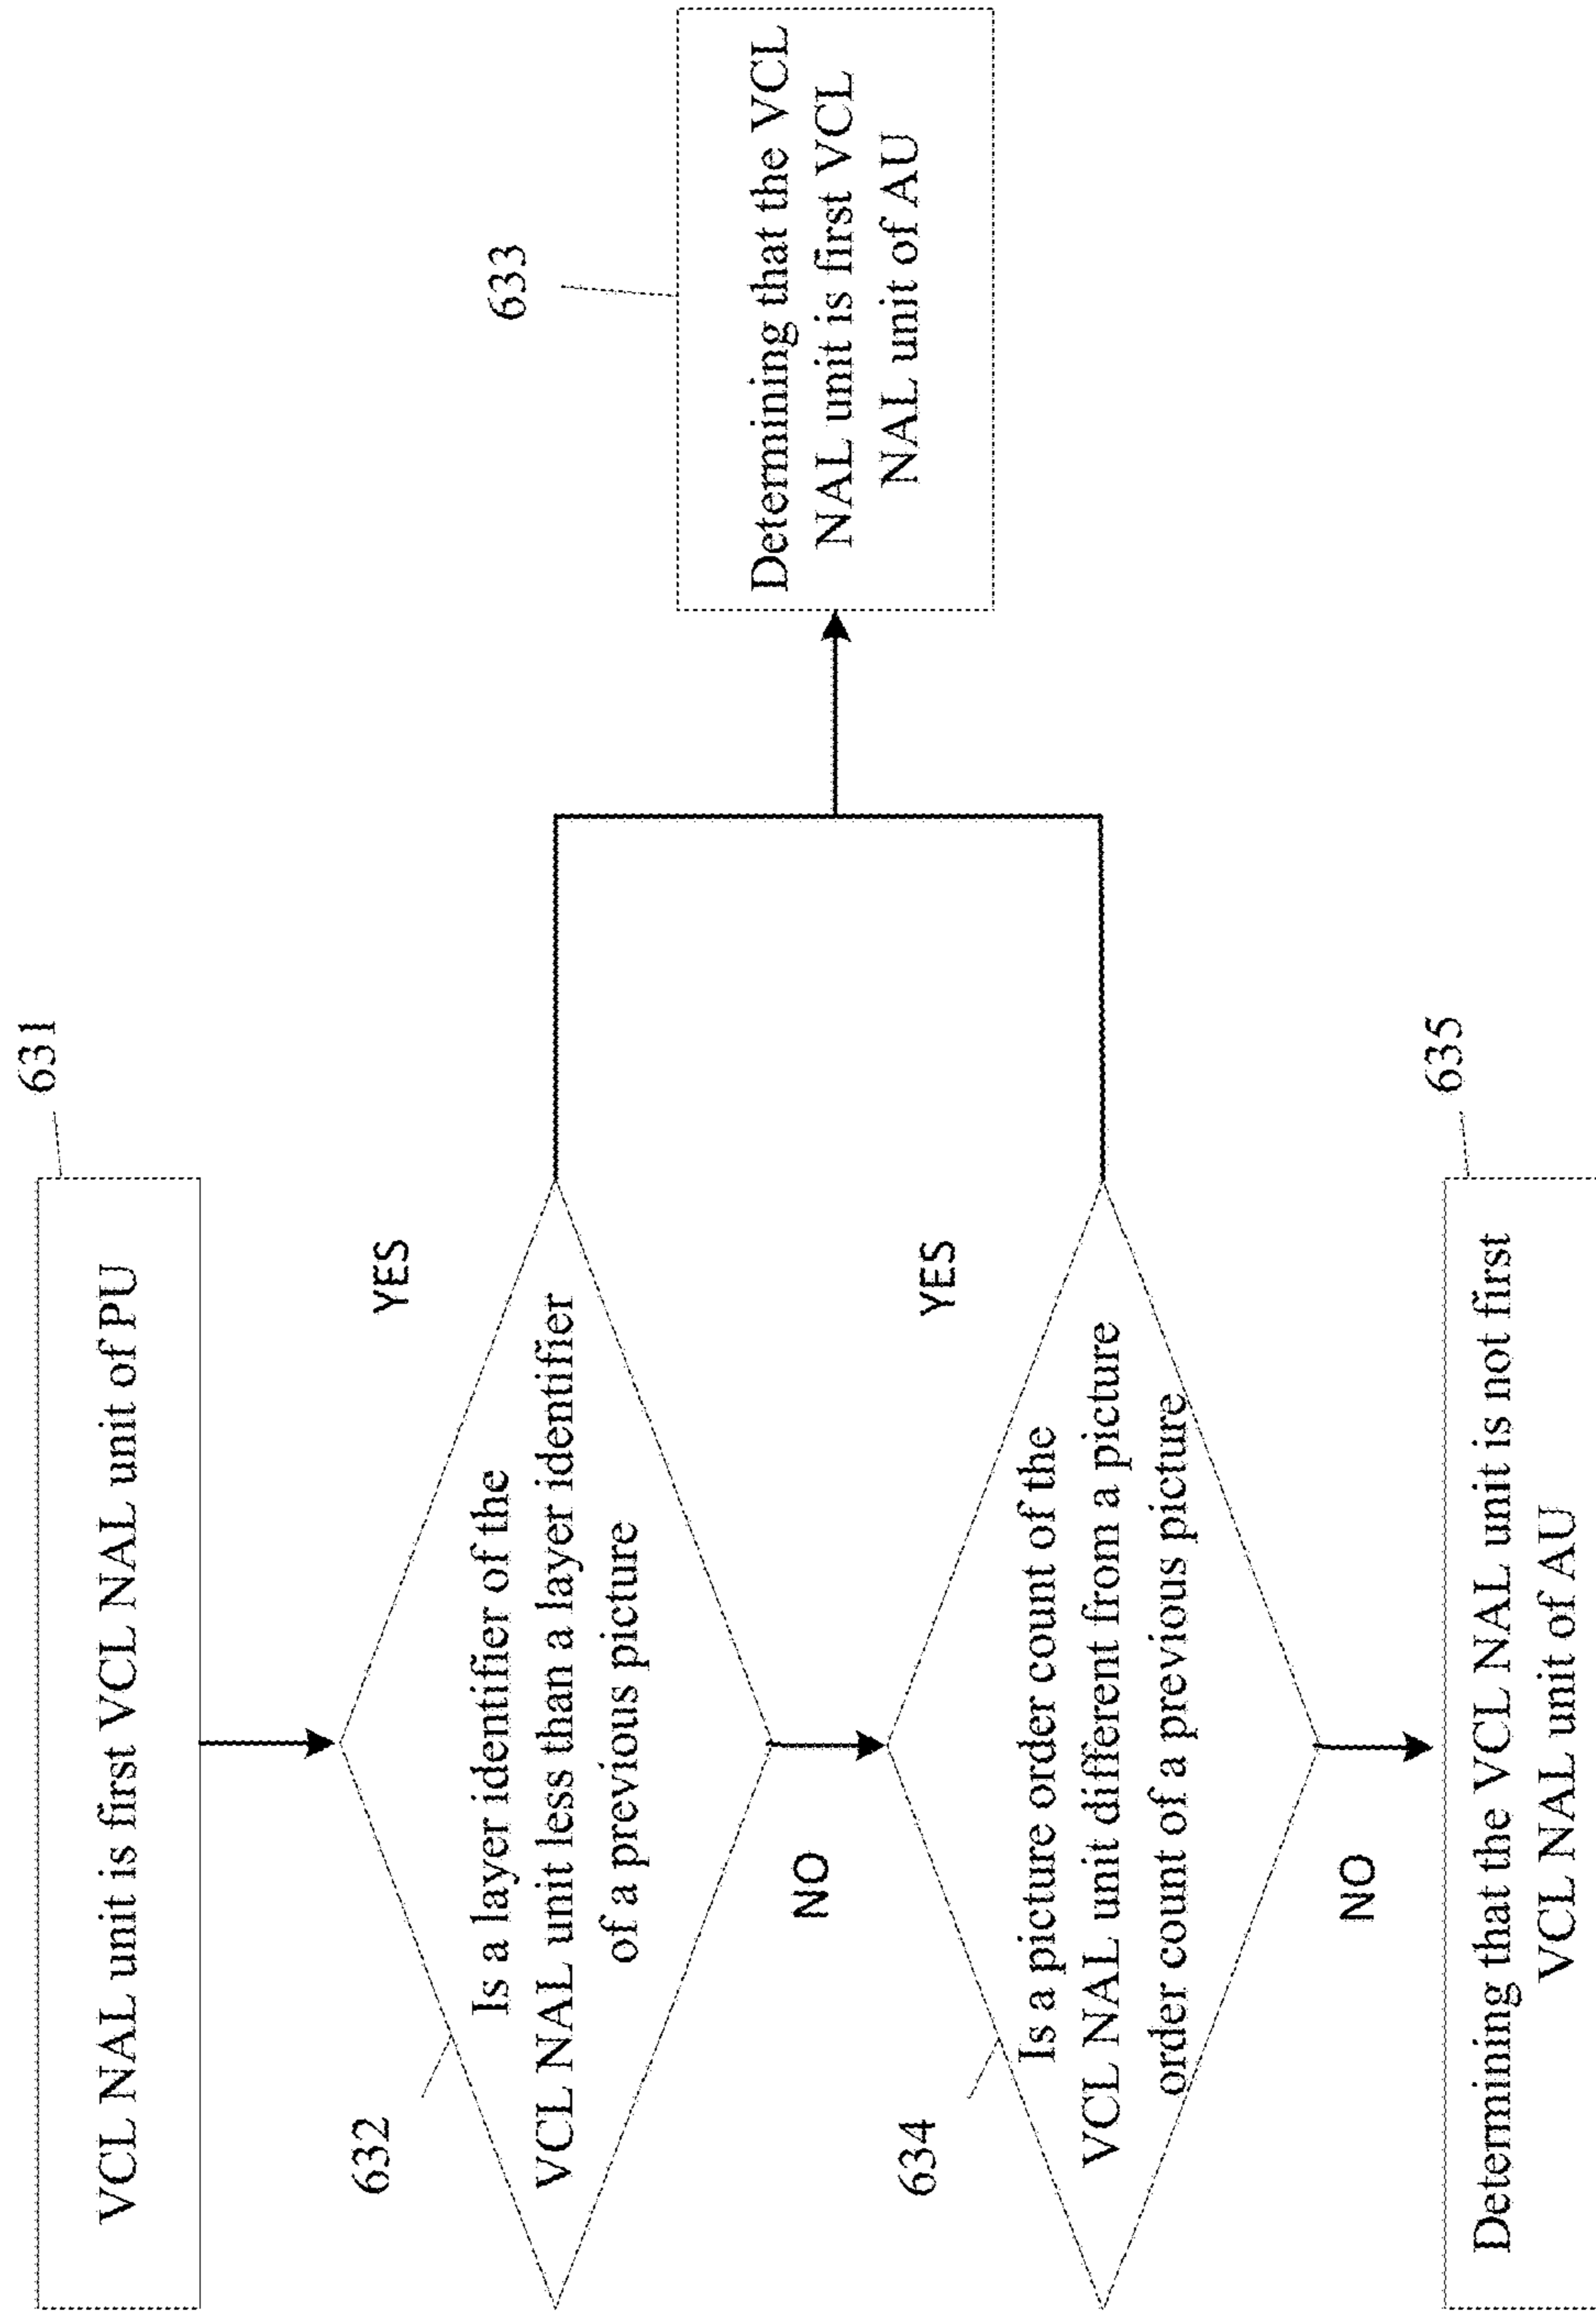 631
VCL NAL unit is first VCL NAL unit of PU
632
Is a layer identifier of the
VCL NAL unit less than a layer identifier
of a previous picture
YES
NO
633
Determining that the VCL
NAL unit is first VCL
NAL unit of AU
634
Is a picture order count of the
VCL NAL unit different from a picture
order count of a previous picture
YES
NO
635
Determining that the VCL NAL unit is not first
VCL NAL unit of AU